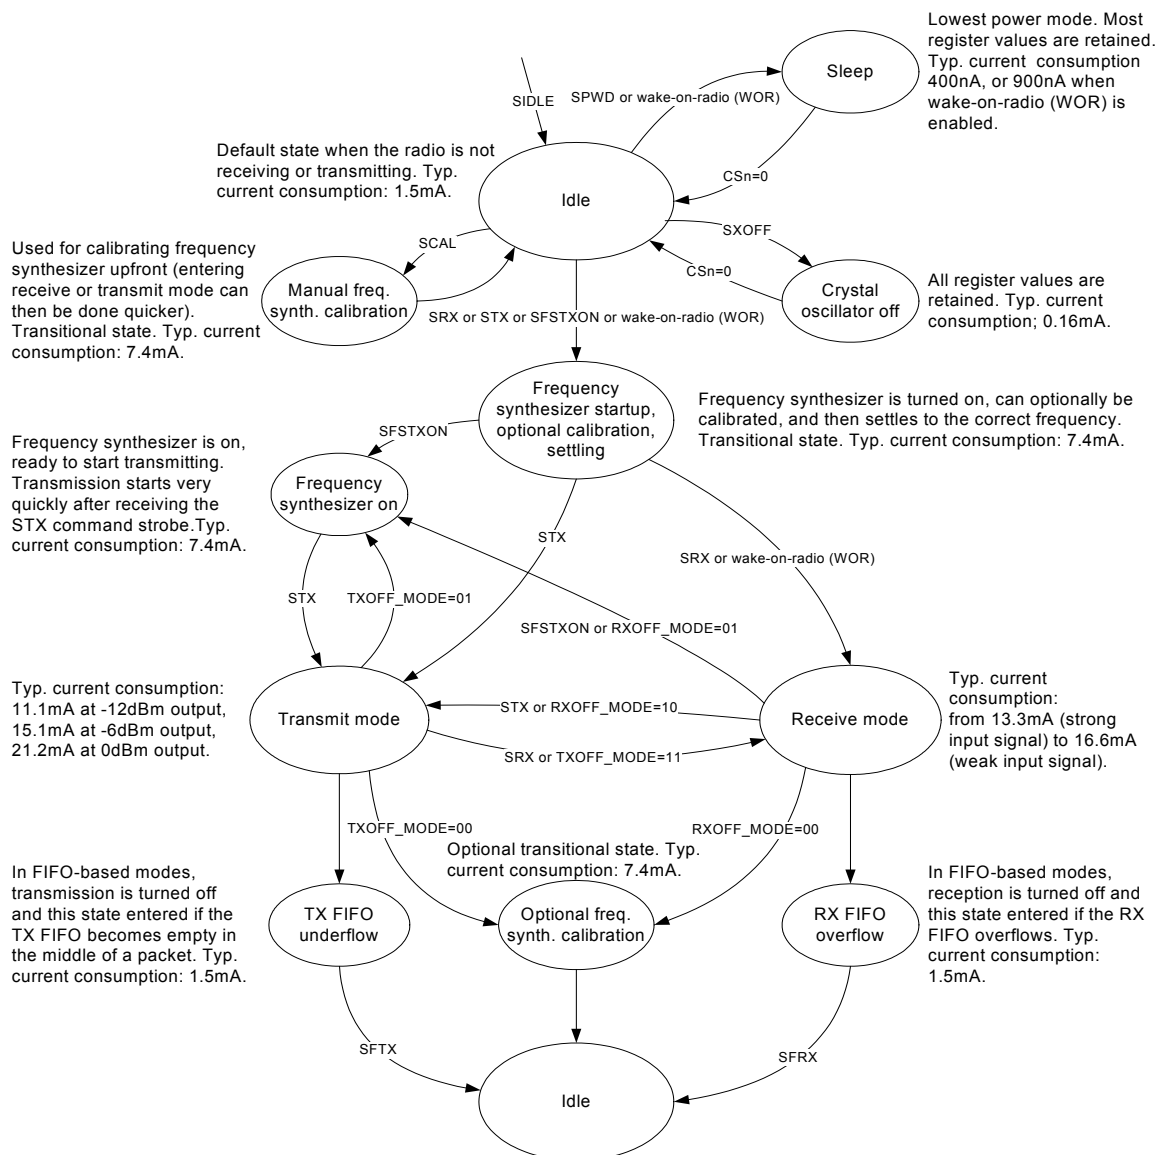 Lowest power mode. Most
register values are retained.
Typ. current consumption
400nA, or 900nA when
wake-on-radio (WOR) is
enabled.
Sleep
SIDLE
SPWD or wake-on-radio (WOR)
Default state when the radio is not
receiving or transmitting. Typ.
current consumption: 1.5mA.
CSn=0
Idle
SXOFF
SCAL
CSn=0
Used for calibrating frequency
synthesizer upfront (entering
receive or transmit mode can
then be done quicker).
Transitional state. Typ. current
consumption: 7.4mA.
Manual freq.
synth. calibration
Crystal
oscillator off
All register values are
retained. Typ. current
consumption; 0.16mA.
SRX or STX or SFSTXON or wake-on-radio (WOR)
Frequency
synthesizer startup,
optional calibration,
settling
Frequency synthesizer is turned on, can optionally be
calibrated, and then settles to the correct frequency.
Transitional state. Typ. current consumption: 7.4mA.
SFSTXON
Frequency synthesizer is on,
ready to start transmitting.
Transmission starts very
quickly after receiving the
STX command strobe.Typ.
current consumption: 7.4mA.
Frequency
synthesizer on
STX
SRX or wake-on-radio (WOR)
STX
TXOFF_MODE=01
SFSTXON or RXOFF_MODE=01
Typ. current consumption:
11.1mA at -12dBm output,
15.1mA at -6dBm output,
21.2mA at 0dBm output.
Transmit mode
STX or RXOFF_MODE=10
SRX or TXOFF_MODE=11
Receive mode
Typ. current
consumption:
from 13.3mA (strong
input signal) to 16.6mA
(weak input signal).
TXOFF_MODE=00
RXOFF_MODE=00
Optional transitional state. Typ.
current consumption: 7.4mA.
In FIFO-based modes,
transmission is turned off
and this state entered if the
TX FIFO becomes empty in
the middle of a packet. Typ.
current consumption: 1.5mA.
TX FIFO
underflow
Optional freq.
synth. calibration
RX FIFO
overflow
In FIFO-based modes,
reception is turned off and
this state entered if the RX
FIFO overflows. Typ.
current consumption:
1.5mA.
SFTX
SFRX
Idle